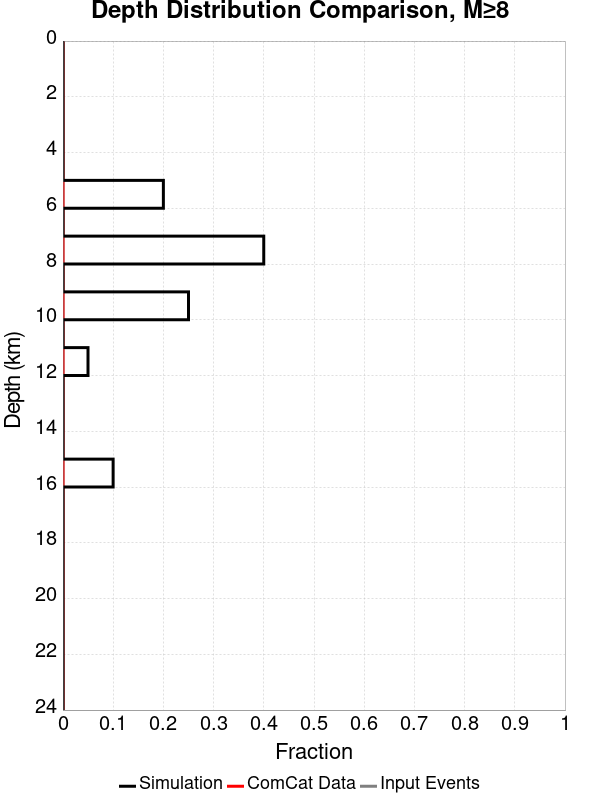 Depth Distribution Comparison, M≥8
0
2
4
6
8
10
12
14
16
18
20
22
24
Depth (km)
0 0.1 0.2 0.3 0.4 0.5 0.6 0.7 0.8 0.9 1
Fraction
Simulation ComCat Data Input Events